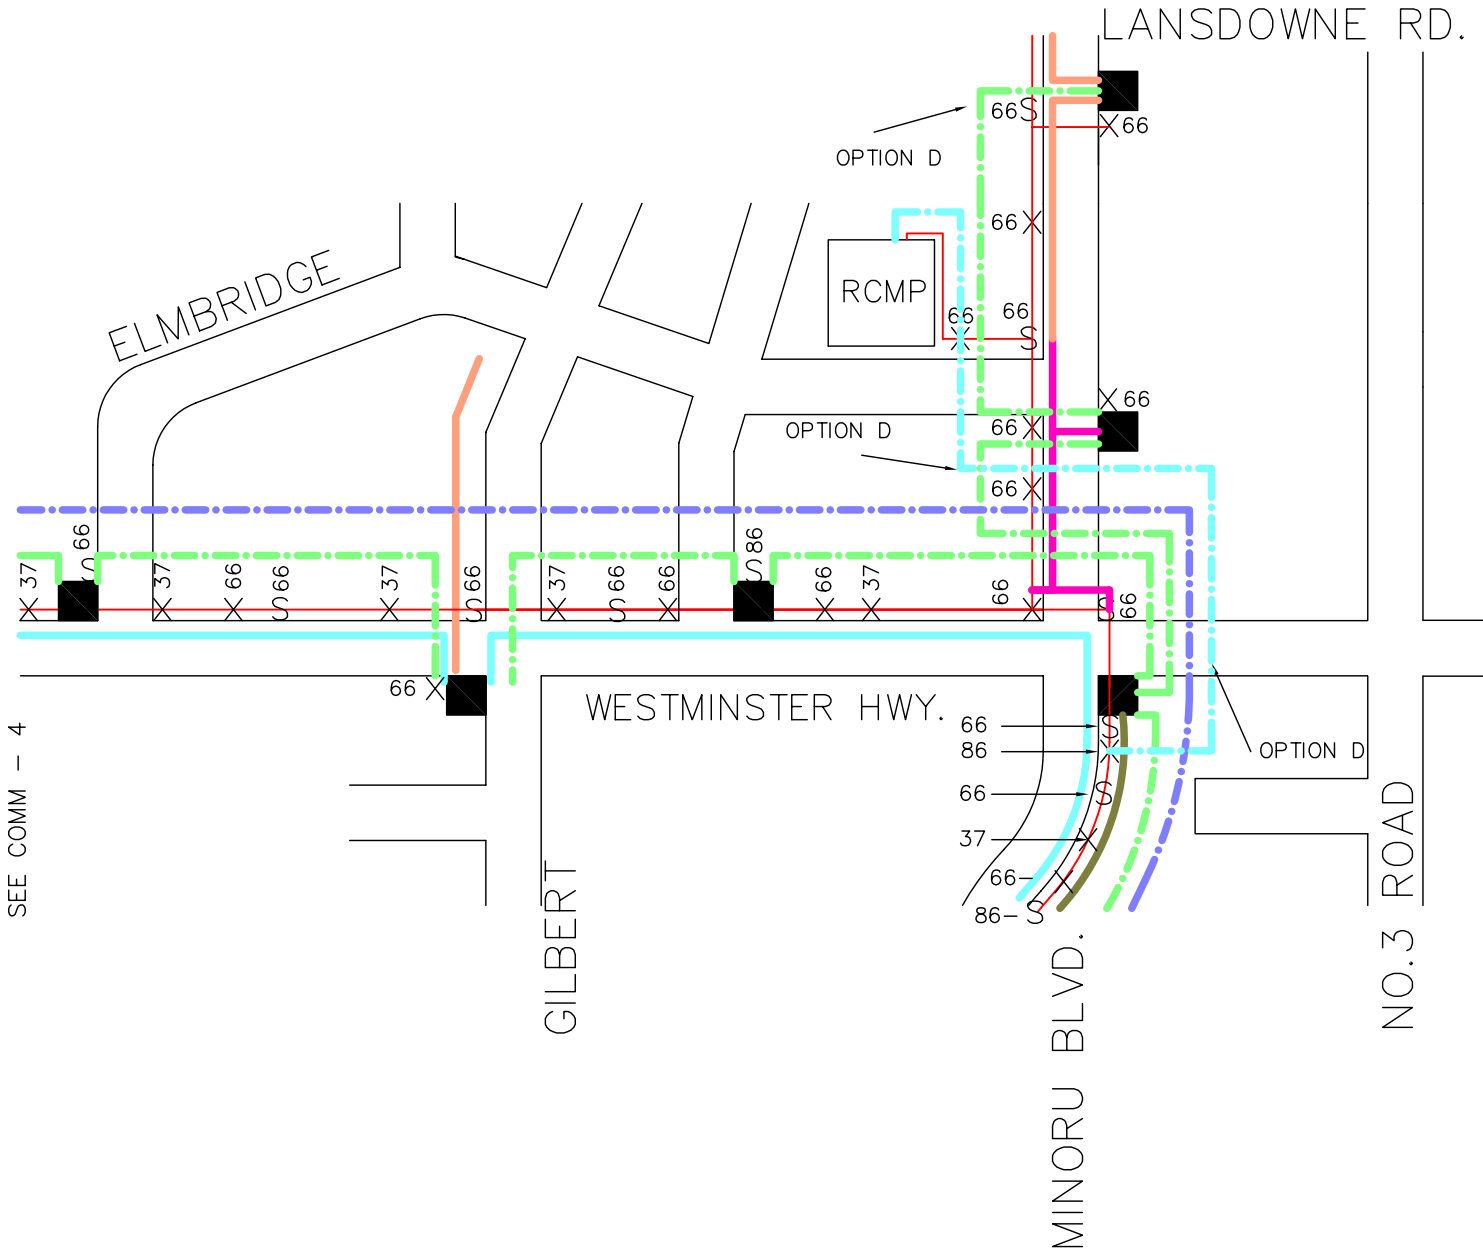 LANSDOWNE RD.
66 S
X 66
OPTION D
66 X
ELMBRIDGE
RCMP
66
X
66
S
X 66
66 X
OPTION D
66 X
X 37
S 66
X 37
X 66
S 66
X 37
S 66
X 37
S 66
X 66
S 86
X 66
X 37
66
X
S 66
66 X
WESTMINSTER HWY.
66
S
86
X
66
S
37
X
66-
X
86- S
OPTION D
SEE COMM - 4
GILBERT
MINORU BLVD.
NO.3 ROAD